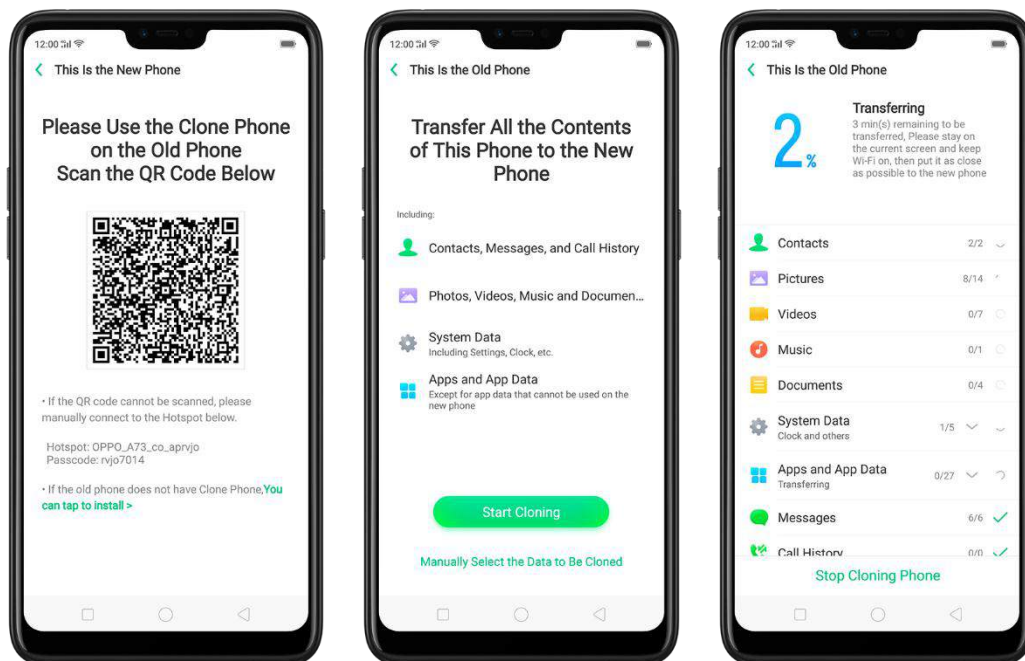 12:00
This Is the New Phone
Please Use the Clone Phone
on the Old Phone
Scan the QR Code Below
• If the QR code cannot be scanned, please
manually connect to the Hotspot below.
Hotspot: OPPO_A73_co_aprvjo
Passcode: rvjo7014
• If the old phone does not have Clone Phone,You
can tap to install >
12:00
This Is the Old Phone
Transfer All the Contents
of This Phone to the New
Phone
Including:
Contacts, Messages, and Call History
Photos, Videos, Music and Documen...
System Data
Including Settings, Clock, etc.
Apps and App Data
Except for app data that cannot be used on the
new phone
Start Cloning
Manually Select the Data to Be Cloned
12:00
This Is the Old Phone
2%
Transferring
3 min(s) remaining to be
transferred, Please stay on
the current screen and keep
Wi-Fi on, then put it as close
as possible to the new phone
Contacts 2/2
Pictures 8/14
Videos 0/7
Music 0/1
Documents 0/4
System Data 1/5
Clock and others
Apps and App Data 0/27
Transferring
Messages 6/6
Call History 0/0
Stop Cloning Phone